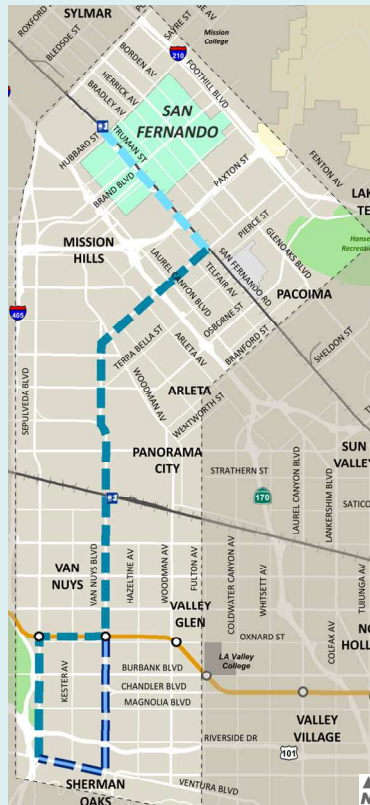 ROXFORD
SYLMAR
BLEDSOE ST
SAYRE ST
GE AV
Mission
College
BORDEN AV
210
FOOTHILL BLVD
HERRICK AV
BRADLEY AV
SAN
FERNANDO
HUBBARD ST
TRUMAN ST
BRAND BLVD
PAXTON ST
FENTON AV
LAK
TE
PIERCE ST
GLENOAKS BLVD
Hanse
Recreatio
MISSION
HILLS
LAUREL CANYON BLVD
TELFAIR AV
SAN FERNANDO RD
PACOIMA
405
OSBORNE ST
BRANFORD ST
SHELDON ST
TERRA BELLA ST
ARLETA AV
WOODMAN AV
ARLETA
WENTWORTH ST
SEPULVEDA BLVD
PANORAMA
CITY
STRATHERN ST
SUN
VALLEY
170
LAUREL CANYON BLVD
LANKERSHIM BLVD
SATICO
VAN
NUYS
VAN NUYS BLVD
HAZELTINE AV
WOODMAN AV
FULTON AV
COLDWATER CANYON AV
WHITSETT AV
COLFAX AV
TUJUNGA AV
VALLEY
GLEN
OXNARD ST
NO
HOLL
KESTER AV
BURBANK BLVD
LA Valley
College
CHANDLER BLVD
MAGNOLIA BLVD
VALLEY
VILLAGE
RIVERSIDE DR
101
SHERMAN
OAKS
VENTURA BLVD